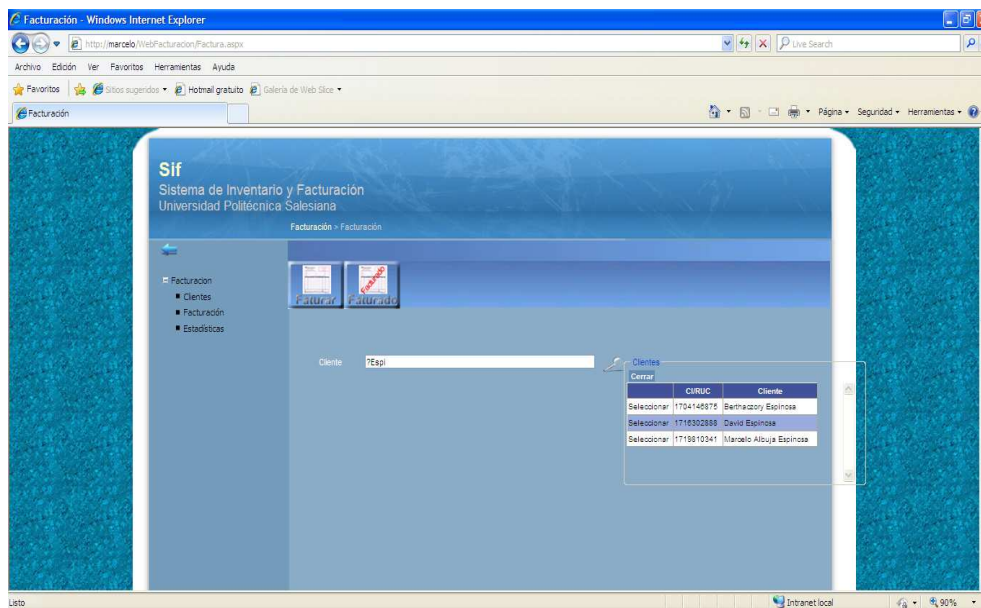 Facturación - Windows Internet Explorer
http://marcelo/WebFacturacion/Factura.aspx
Live Search
Archivo Edición Ver Favoritos Herramientas Ayuda
Favoritos Sitios sugeridos Hotmail gratuito Galería de Web Slice
Facturación
Página Seguridad Herramientas
Sif
Sistema de Inventario y Facturación
Universidad Politécnica Salesiana
Facturación > Facturación
Facturacion
Clientes
Facturación
Estadísticas
Faturar Faturado
Cliente ?Espi
Clientes
Cerrar
CI/RUC Cliente
Seleccionar 1704146875 Berthaczory Espinosa
Seleccionar 1716302888 David Espinosa
Seleccionar 1719810341 Marcelo Albuja Espinosa
Listo
Intranet local
90%